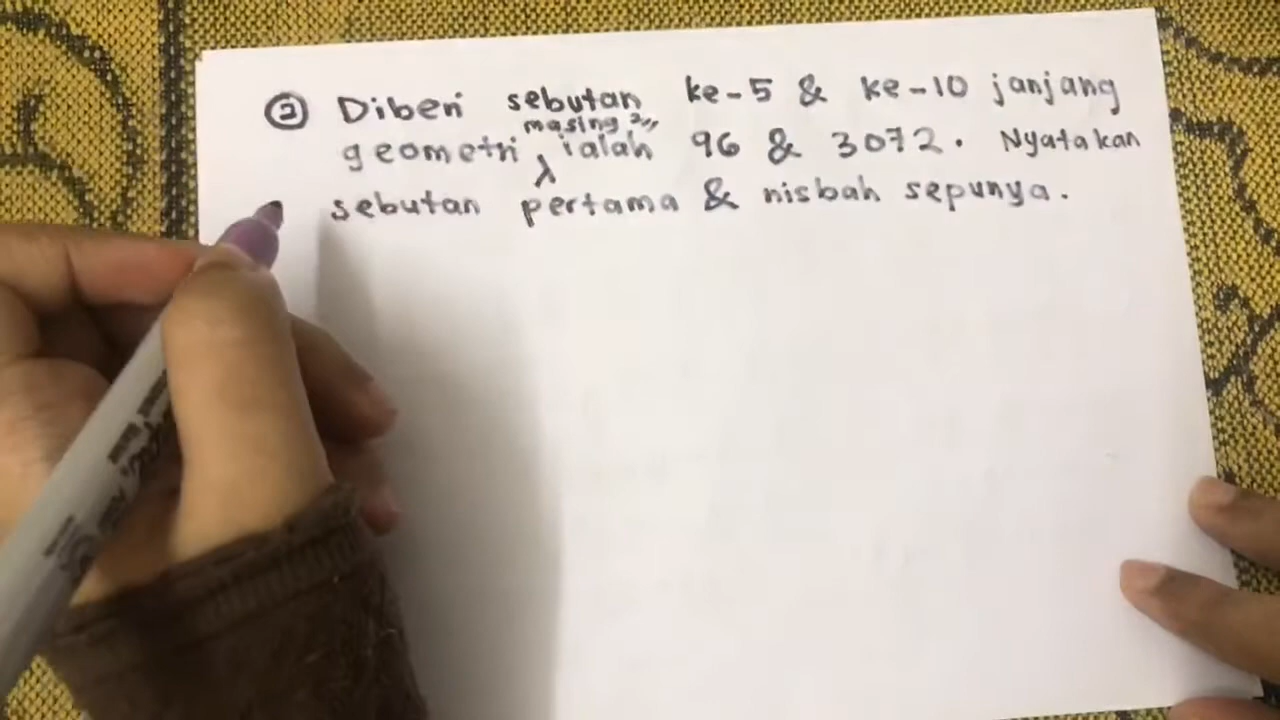 ② Diberi sebutan ke-5 & ke-10 janjang
masing²,,
geometri ⅄ ialah 96 & 3072. Nyatakan
sebutan pertama & nisbah sepunya.